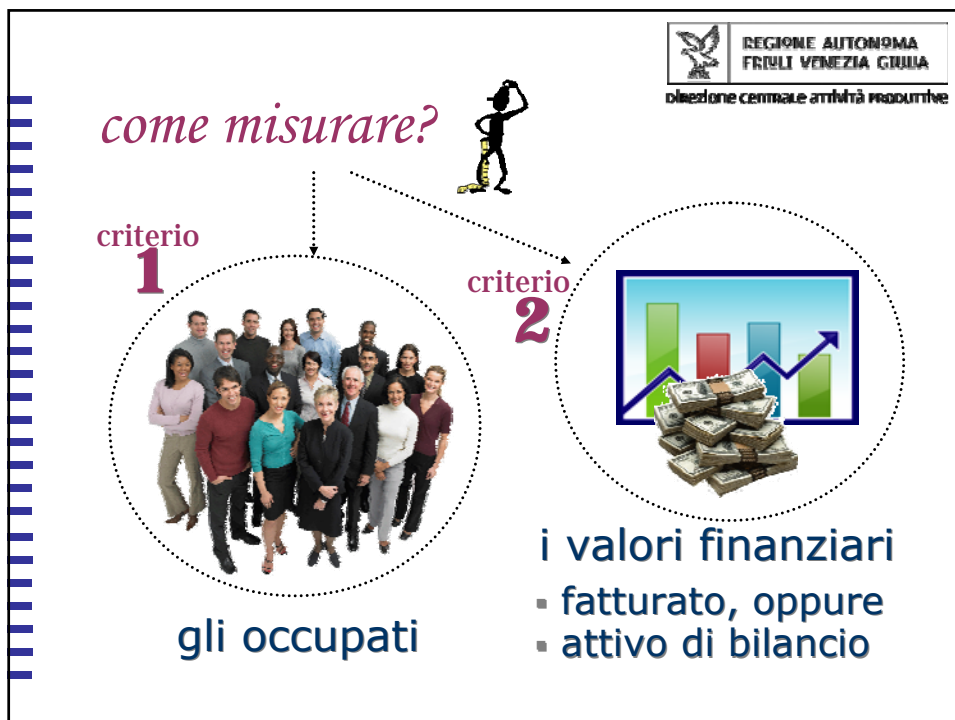 REGIONE AUTONOMA
FRIULI VENEZIA GIULIA
Direzione centrale attività produttive
come misurare?
criterio
1
criterio
2
gli occupati
i valori finanziari
▪ fatturato, oppure
▪ attivo di bilancio